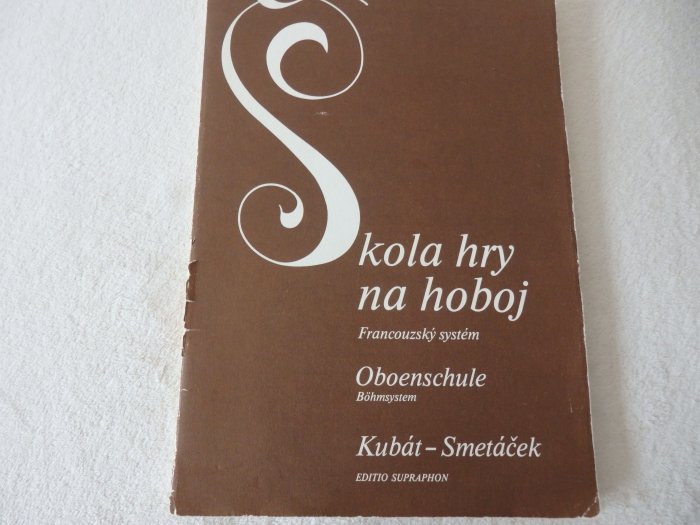 Škola hry
na hoboj
Francouzský systém
Oboenschule
Böhmsystem
Kubát – Smetáček
EDITIO SUPRAPHON